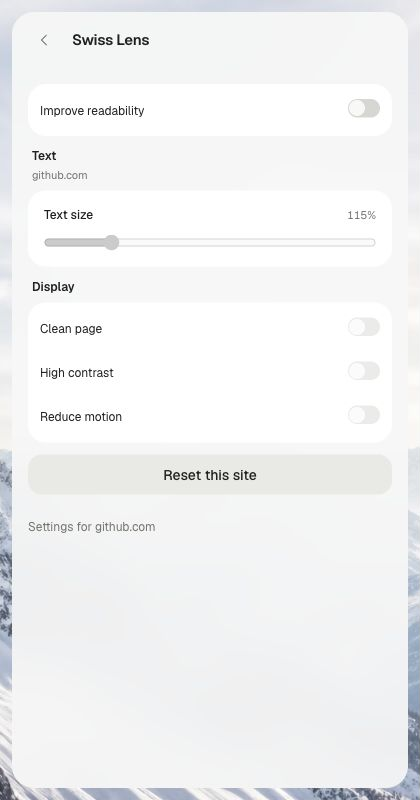 Swiss Lens
Improve readability
Text
github.com
Text size 115%
Display
Clean page
High contrast
Reduce motion
Reset this site
Settings for github.com